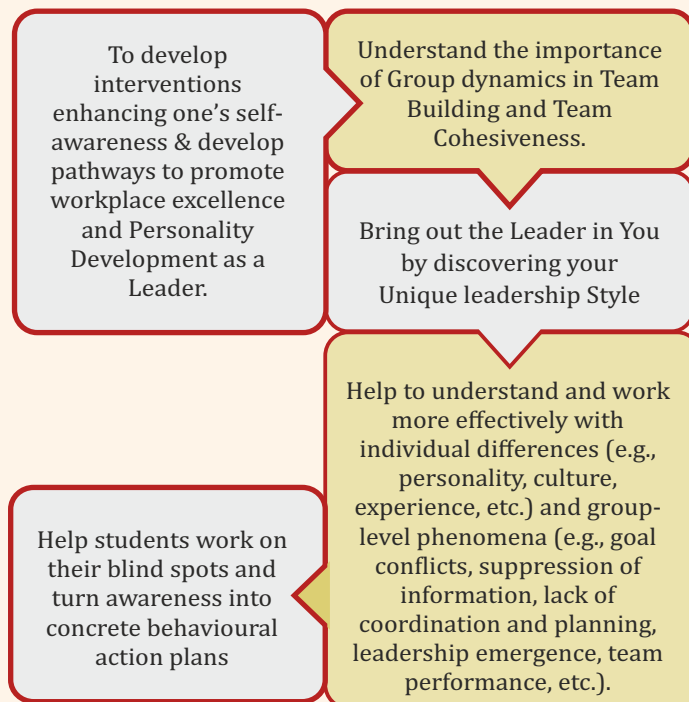 To develop
interventions
enhancing one’s self-
awareness & develop
pathways to promote
workplace excellence
and Personality
Development as a
Leader.
Understand the importance
of Group dynamics in Team
Building and Team
Cohesiveness.
Bring out the Leader in You
by discovering your
Unique leadership Style
Help to understand and work
more effectively with
individual differences (e.g.,
personality, culture,
experience, etc.) and group-
level phenomena (e.g., goal
conflicts, suppression of
information, lack of
coordination and planning,
leadership emergence, team
performance, etc.).
Help students work on
their blind spots and
turn awareness into
concrete behavioural
action plans